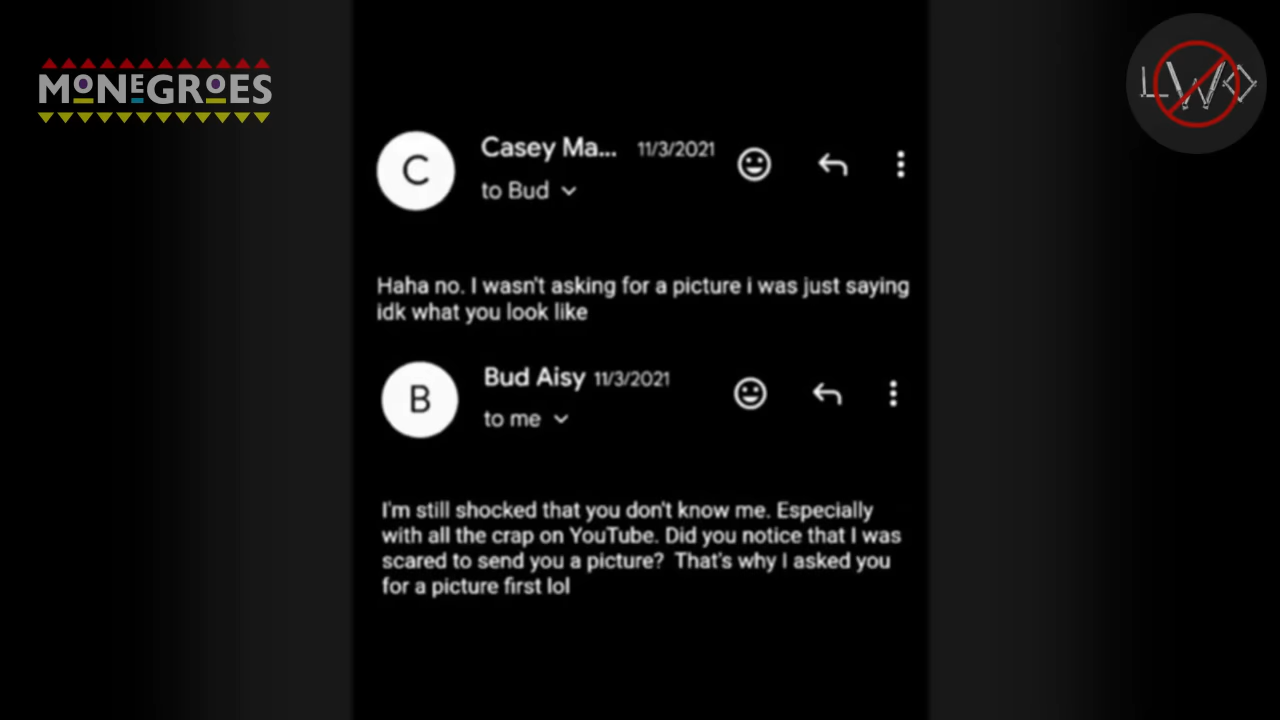 MONEGROES
LWO
C
Casey Ma... 11/3/2021
to Bud
Haha no. I wasn't asking for a picture i was just saying
idk what you look like
B
Bud Aisy 11/3/2021
to me
I'm still shocked that you don't know me. Especially
with all the crap on YouTube. Did you notice that I was
scared to send you a picture?  That's why I asked you
for a picture first lol